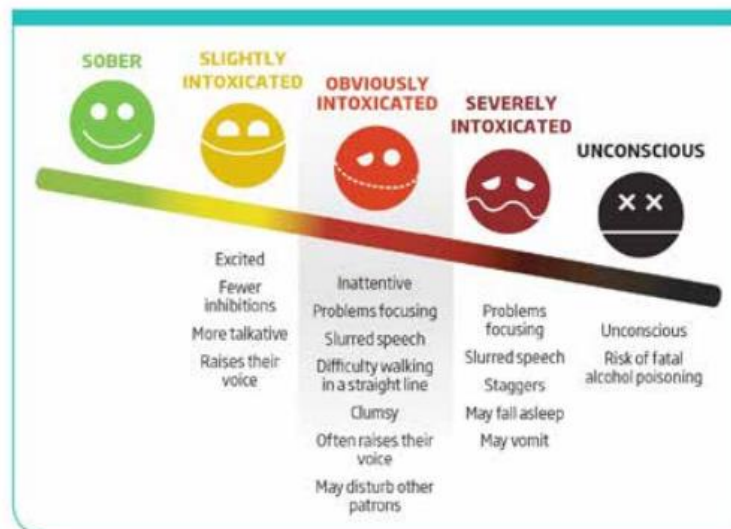 SOBER
SLIGHTLY
INTOXICATED
OBVIOUSLY
INTOXICATED
SEVERELY
INTOXICATED
UNCONSCIOUS
Excited
Fewer
inhibitions
More talkative
Raises their
voice
Inattentive
Problems focusing
Slurred speech
Difficulty walking
in a straight line
Clumsy
Often raises their
voice
May disturb other
patrons
Problems
focusing
Slurred speech
Staggers
May fall asleep
May vomit
Unconscious
Risk of fatal
alcohol poisoning